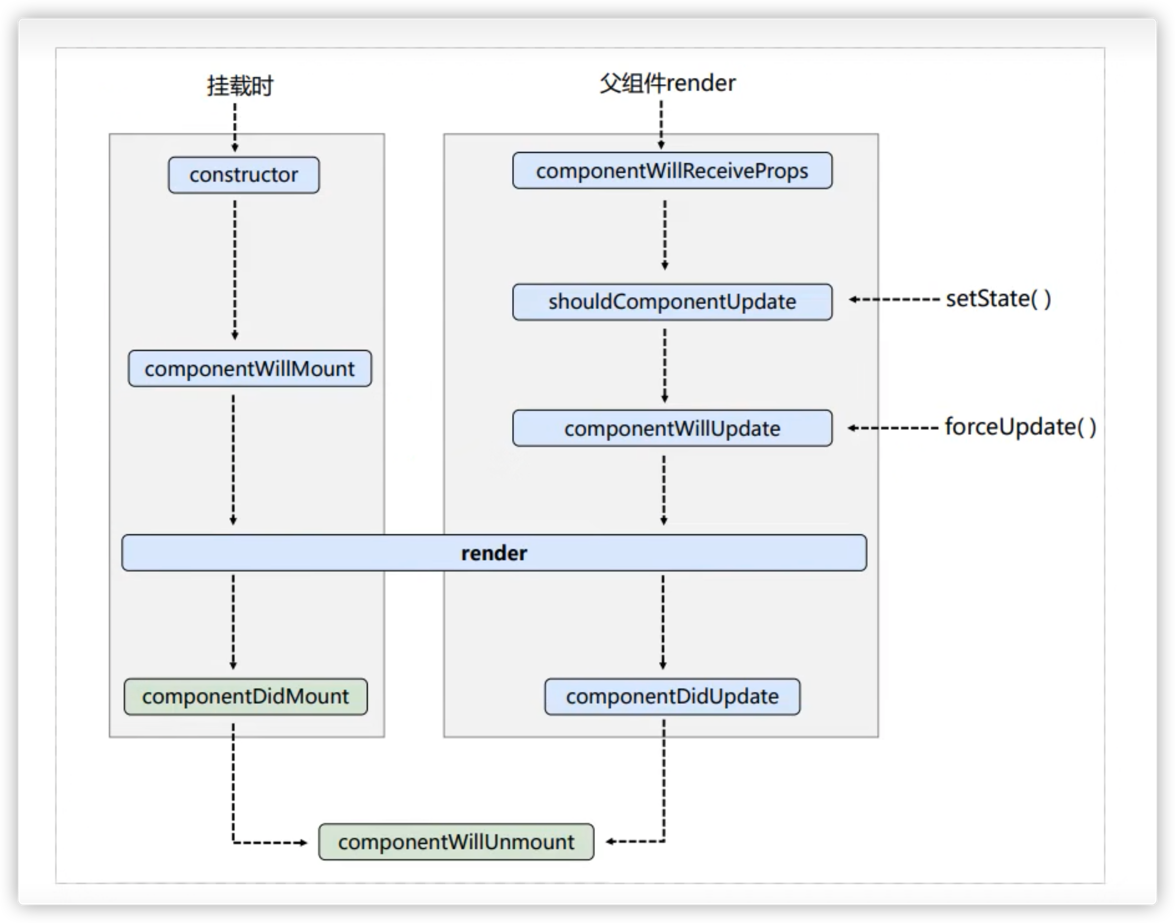 挂载时
父组件render
constructor
componentWillReceiveProps
shouldComponentUpdate
setState( )
componentWillMount
componentWillUpdate
forceUpdate( )
render
componentDidMount
componentDidUpdate
componentWillUnmount